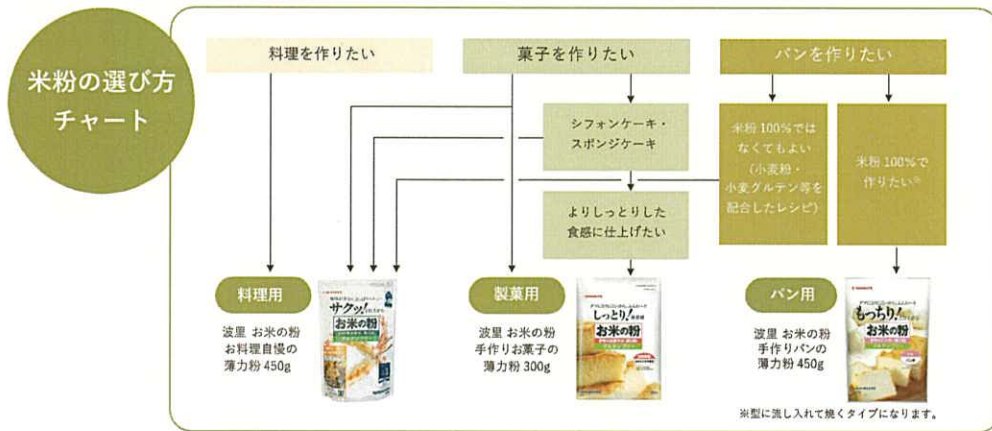 米粉の選び方
チャート
料理を作りたい
菓子を作りたい
パンを作りたい
シフォンケーキ・
スポンジケーキ
よりしっとりした
食感に仕上げたい
米粉100%では
なくてもよい
(小麦粉・
小麦グルテン等を
配合したレシピ)
米粉100%で
作りたい※
料理用
波里 お米の粉
お料理自慢の
薄力粉 450g
サクッ!
お米の粉
製菓用
波里 お米の粉
手作りお菓子の
薄力粉 300g
しっとり!
お米の粉
パン用
波里 お米の粉
手作りパンの
薄力粉 450g
もっちり!
お米の粉
※型に流し入れて焼くタイプになります。